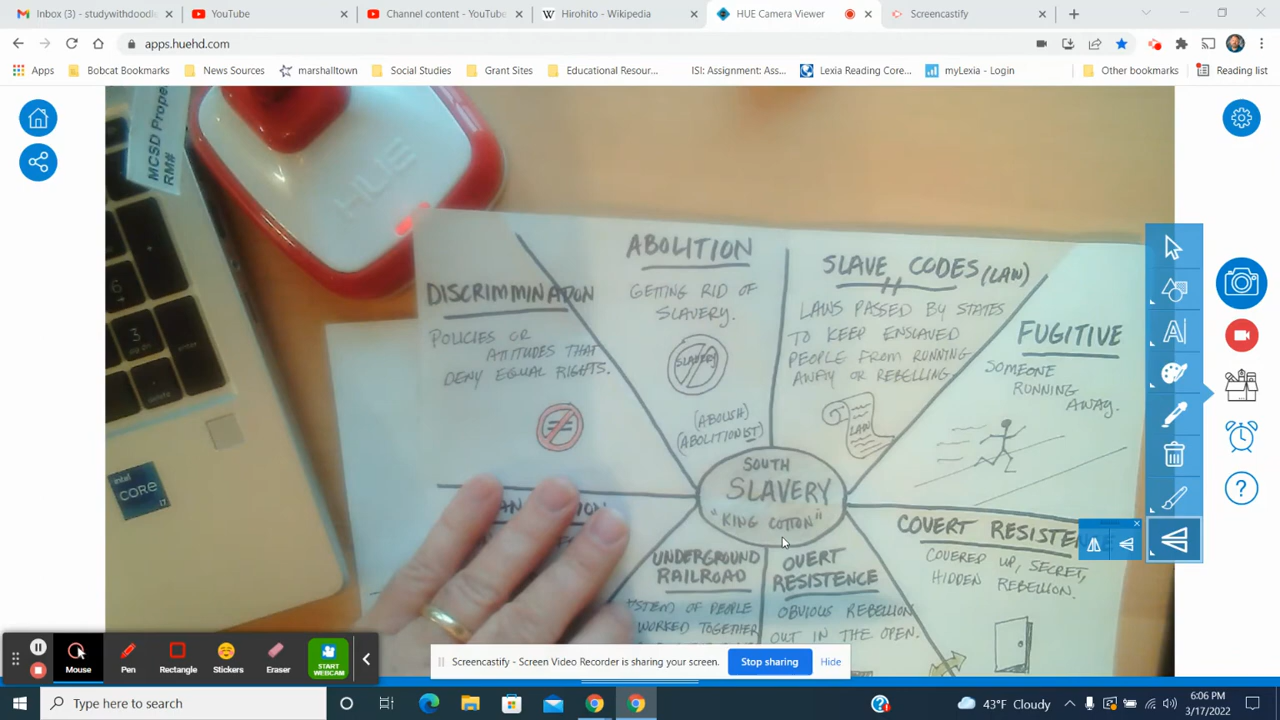 Inbox (3) - studywithdoodle
YouTube
Channel content - YouTube
Hirohito - Wikipedia
HUE Camera Viewer
Screencastify
apps.huehd.com
Apps
Bobcat Bookmarks
News Sources
marshalltown
Social Studies
Grant Sites
Educational Resour...
ISI: Assignment: Ass...
Lexia Reading Core...
myLexia - Login
Other bookmarks
Reading list
MCSD Prope
RM#
HUE
intel
CORE
i7
DISCRIMINATION
POLICIES OR
ATTITUDES THAT
DENY EQUAL RIGHTS.
ABOLITION
GETTING RID OF
SLAVERY.
SLAVERY
(ABOLISH)
(ABOLITIONIST)
SLAVE CODES (LAW)
LAWS PASSED BY STATES
TO KEEP ENSLAVED
PEOPLE FROM RUNNING
AWAY OR REBELLING.
LAW
FUGITIVE
SOMEONE
RUNNING
AWAY.
SOUTH
SLAVERY
"KING COTTON"
UNDERGROUND
RAILROAD
STEM OF PEOPLE
WORKED TOGETHER
OVERT
RESISTENCE
OBVIOUS REBELLION
OUT IN THE OPEN.
COVERT RESISTENCE
COVERED UP, SECRET,
HIDDEN REBELLION.
Mouse
Pen
Rectangle
Stickers
Eraser
START
WEBCAM
Screencastify - Screen Video Recorder is sharing your screen.
Stop sharing
Hide
Type here to search
43°F Cloudy
6:06 PM
3/17/2022